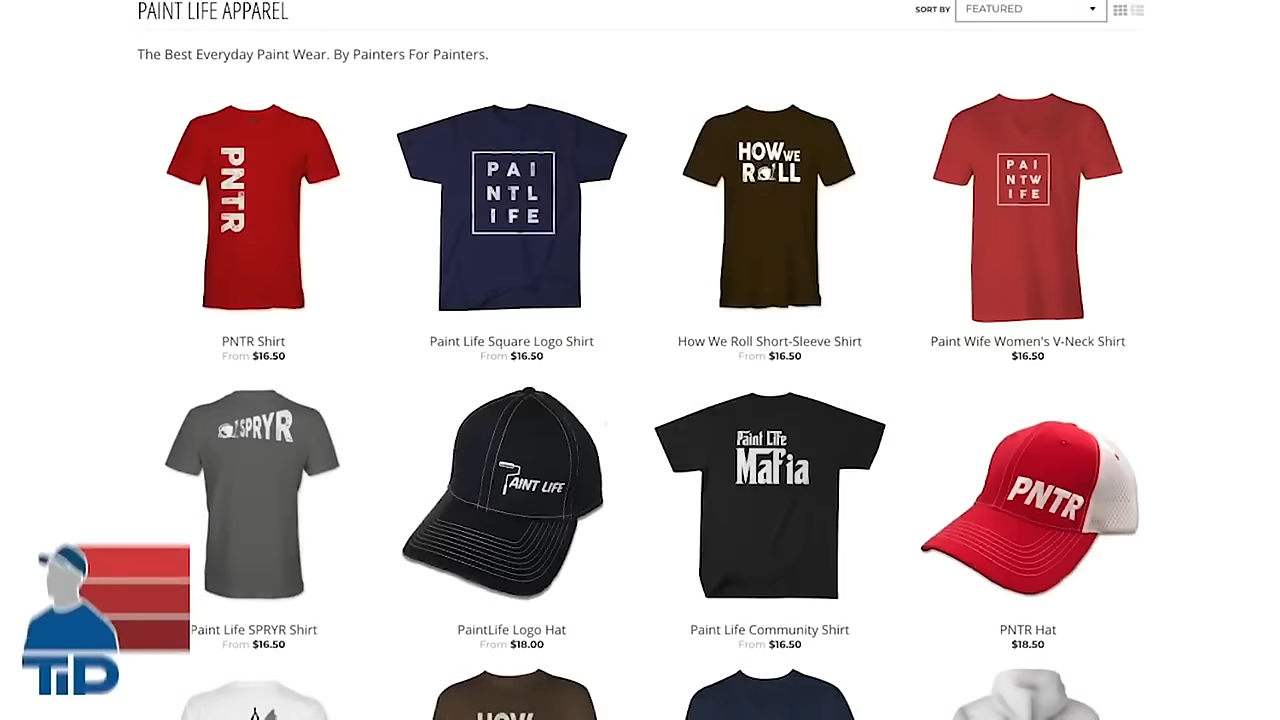 PAINT LIFE APPAREL
SORT BY
FEATURED
The Best Everyday Paint Wear. By Painters For Painters.
PNTR
PAI
NTL
IFE
HOW WE
ROLL
PAI
NTW
IFE
PNTR Shirt
From $16.50
Paint Life Square Logo Shirt
From $16.50
How We Roll Short-Sleeve Shirt
From $16.50
Paint Wife Women's V-Neck Shirt
$16.50
SPRYR
PAINT LIFE
Paint Life
Mafia
PNTR
Paint Life SPRYR Shirt
From $16.50
PaintLife Logo Hat
From $18.00
Paint Life Community Shirt
From $16.50
PNTR Hat
$18.50
TiP
HOW